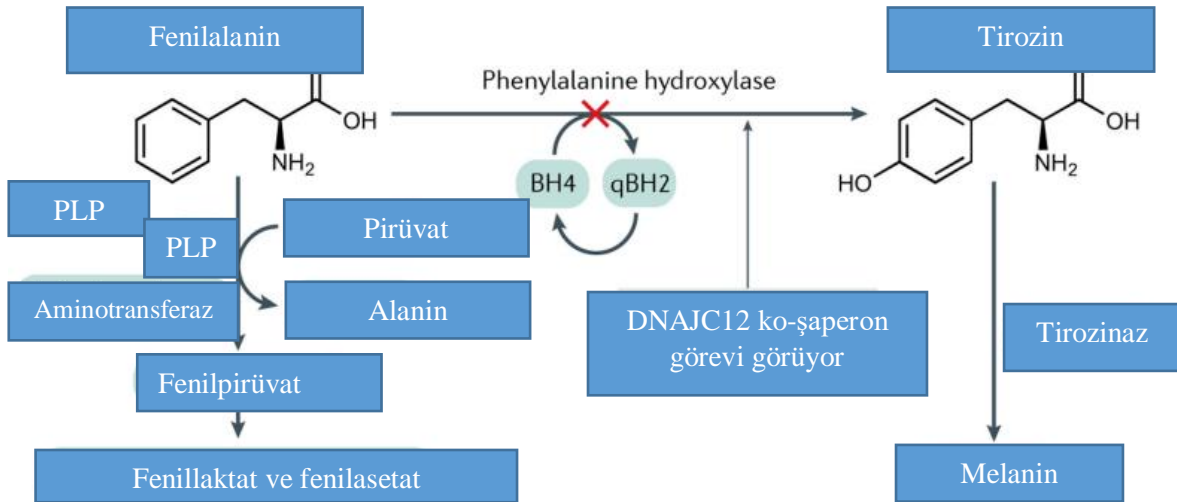 Fenilalanin
Tirozin
Phenylalanine hydroxylase
OH
NH2
BH4
qBH2
OH
NH2
HO
PLP
PLP
Pirüvat
Aminotransferaz
Alanin
DNAJC12 ko-şaperon
görevi görüyor
Tirozinaz
Fenilpirüvat
Fenillaktat ve fenilasetat
Melanin